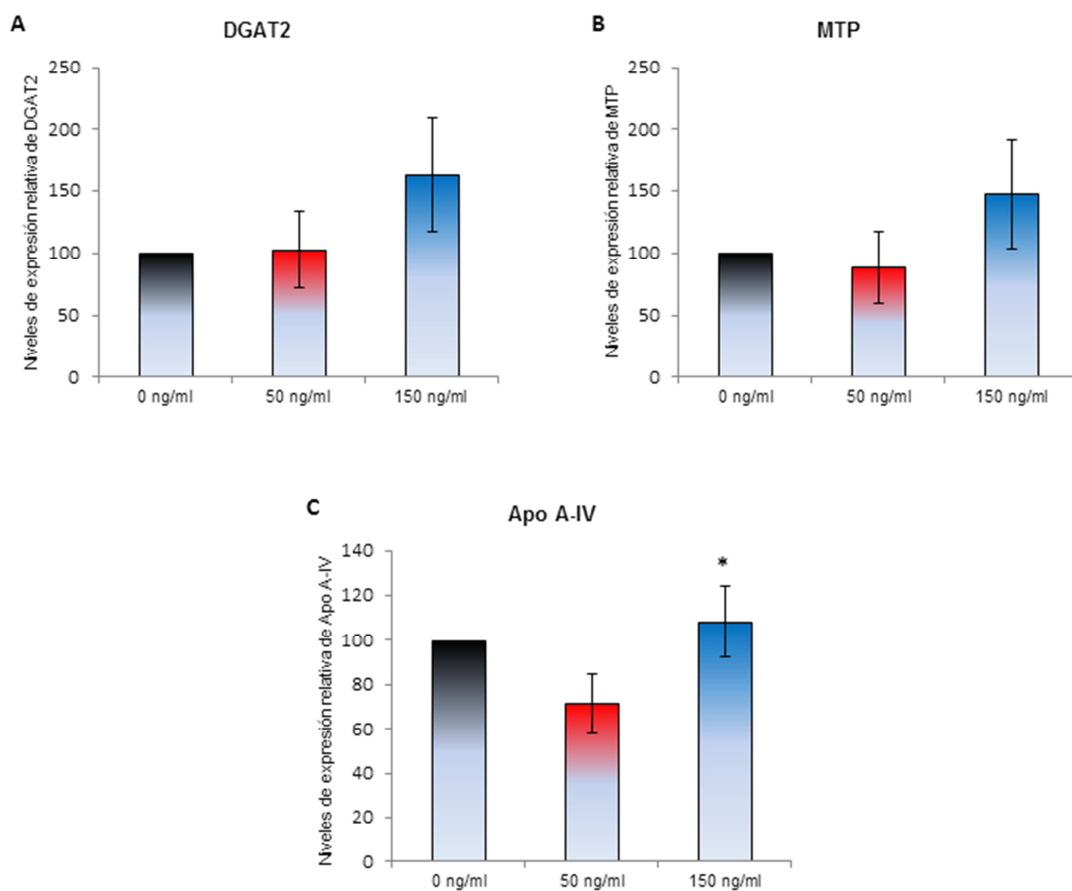 A
DGAT2
Niveles de expresión relativa de DGAT2
250
200
150
100
50
0
0 ng/ml
50 ng/ml
150 ng/ml
B
MTP
Niveles de expresión relativa de MTP
250
200
150
100
50
0
0 ng/ml
50 ng/ml
150 ng/ml
C
Apo A-IV
Niveles de expresión relativa de Apo A-IV
140
120
100
80
60
40
20
0
*
0 ng/ml
50 ng/ml
150 ng/ml